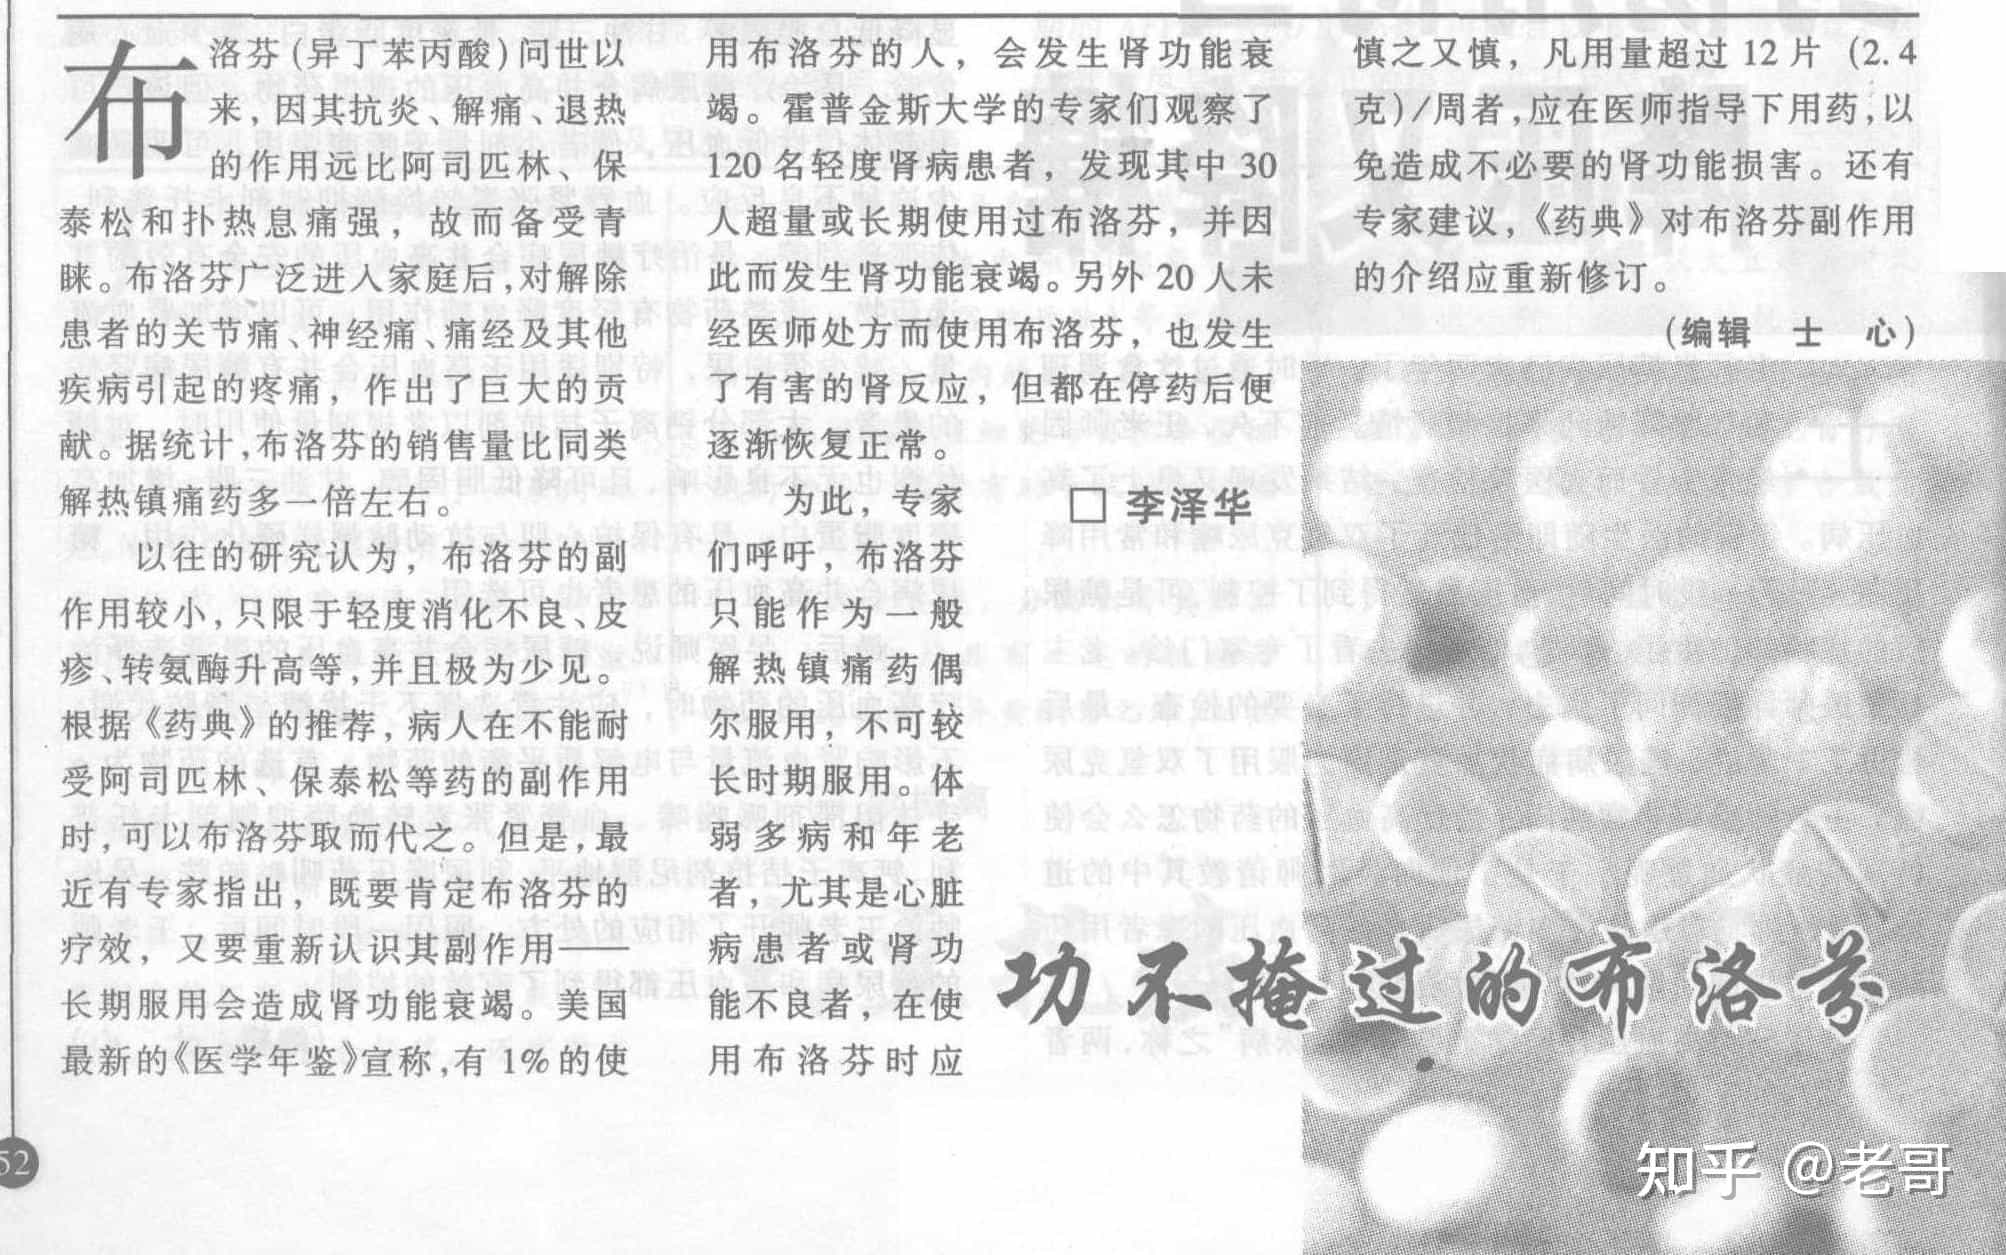 布洛芬(异丁苯丙酸)问世以
来，因其抗炎、解痛、退热
的作用远比阿司匹林、保
泰松和扑热息痛强，故而备受青
睐。布洛芬广泛进人家庭后,对解除
患者的关节痛、神经痛、痛经及其他
疾病引起的疼痛，作出了巨大的贡
献。据统计,布洛芬的销售量比同类
解热镇痛药多一倍左右。
以往的研究认为，布洛芬的副
作用较小,只限于轻度消化不良、皮
疹、转氨酶升高等,并且极为少见。
根据《药典》的推荐,病人在不能耐
受阿司匹林、保泰松等药的副作用
时,可以布洛芬取而代之。但是,最
近有专家指出，既要肯定布洛芬的
疗效，又要重新认识其副作用——
长期服用会造成肾功能衰竭。美国
最新的《医学年鉴》宣称,有1%的使
用布洛芬的人，会发生肾功能衰
竭。霍普金斯大学的专家们观察了
120名轻度肾病患者，发现其中30
人超量或长期使用过布洛芬，并因
此而发生肾功能衰竭。另外20人未
经医师处方而使用布洛芬，也发生
了有害的肾反应，但都在停药后便
逐渐恢复正常。
为此，专家
们呼吁，布洛芬
只能作为一般
解热镇痛药偶
尔服用，不可较
长时期服用。体
弱多病和年老
者，尤其是心脏
病患者或肾功
能不良者，在使
用布洛芬时应
慎之又慎，凡用量超过12片(2.4
克)/周者,应在医师指导下用药,以
免造成不必要的肾功能损害。还有
专家建议,《药典》对布洛芬副作用
的介绍应重新修订。
(编辑 士 心)
□ 李泽华
功不掩过的布洛芬
52
知乎 @老哥